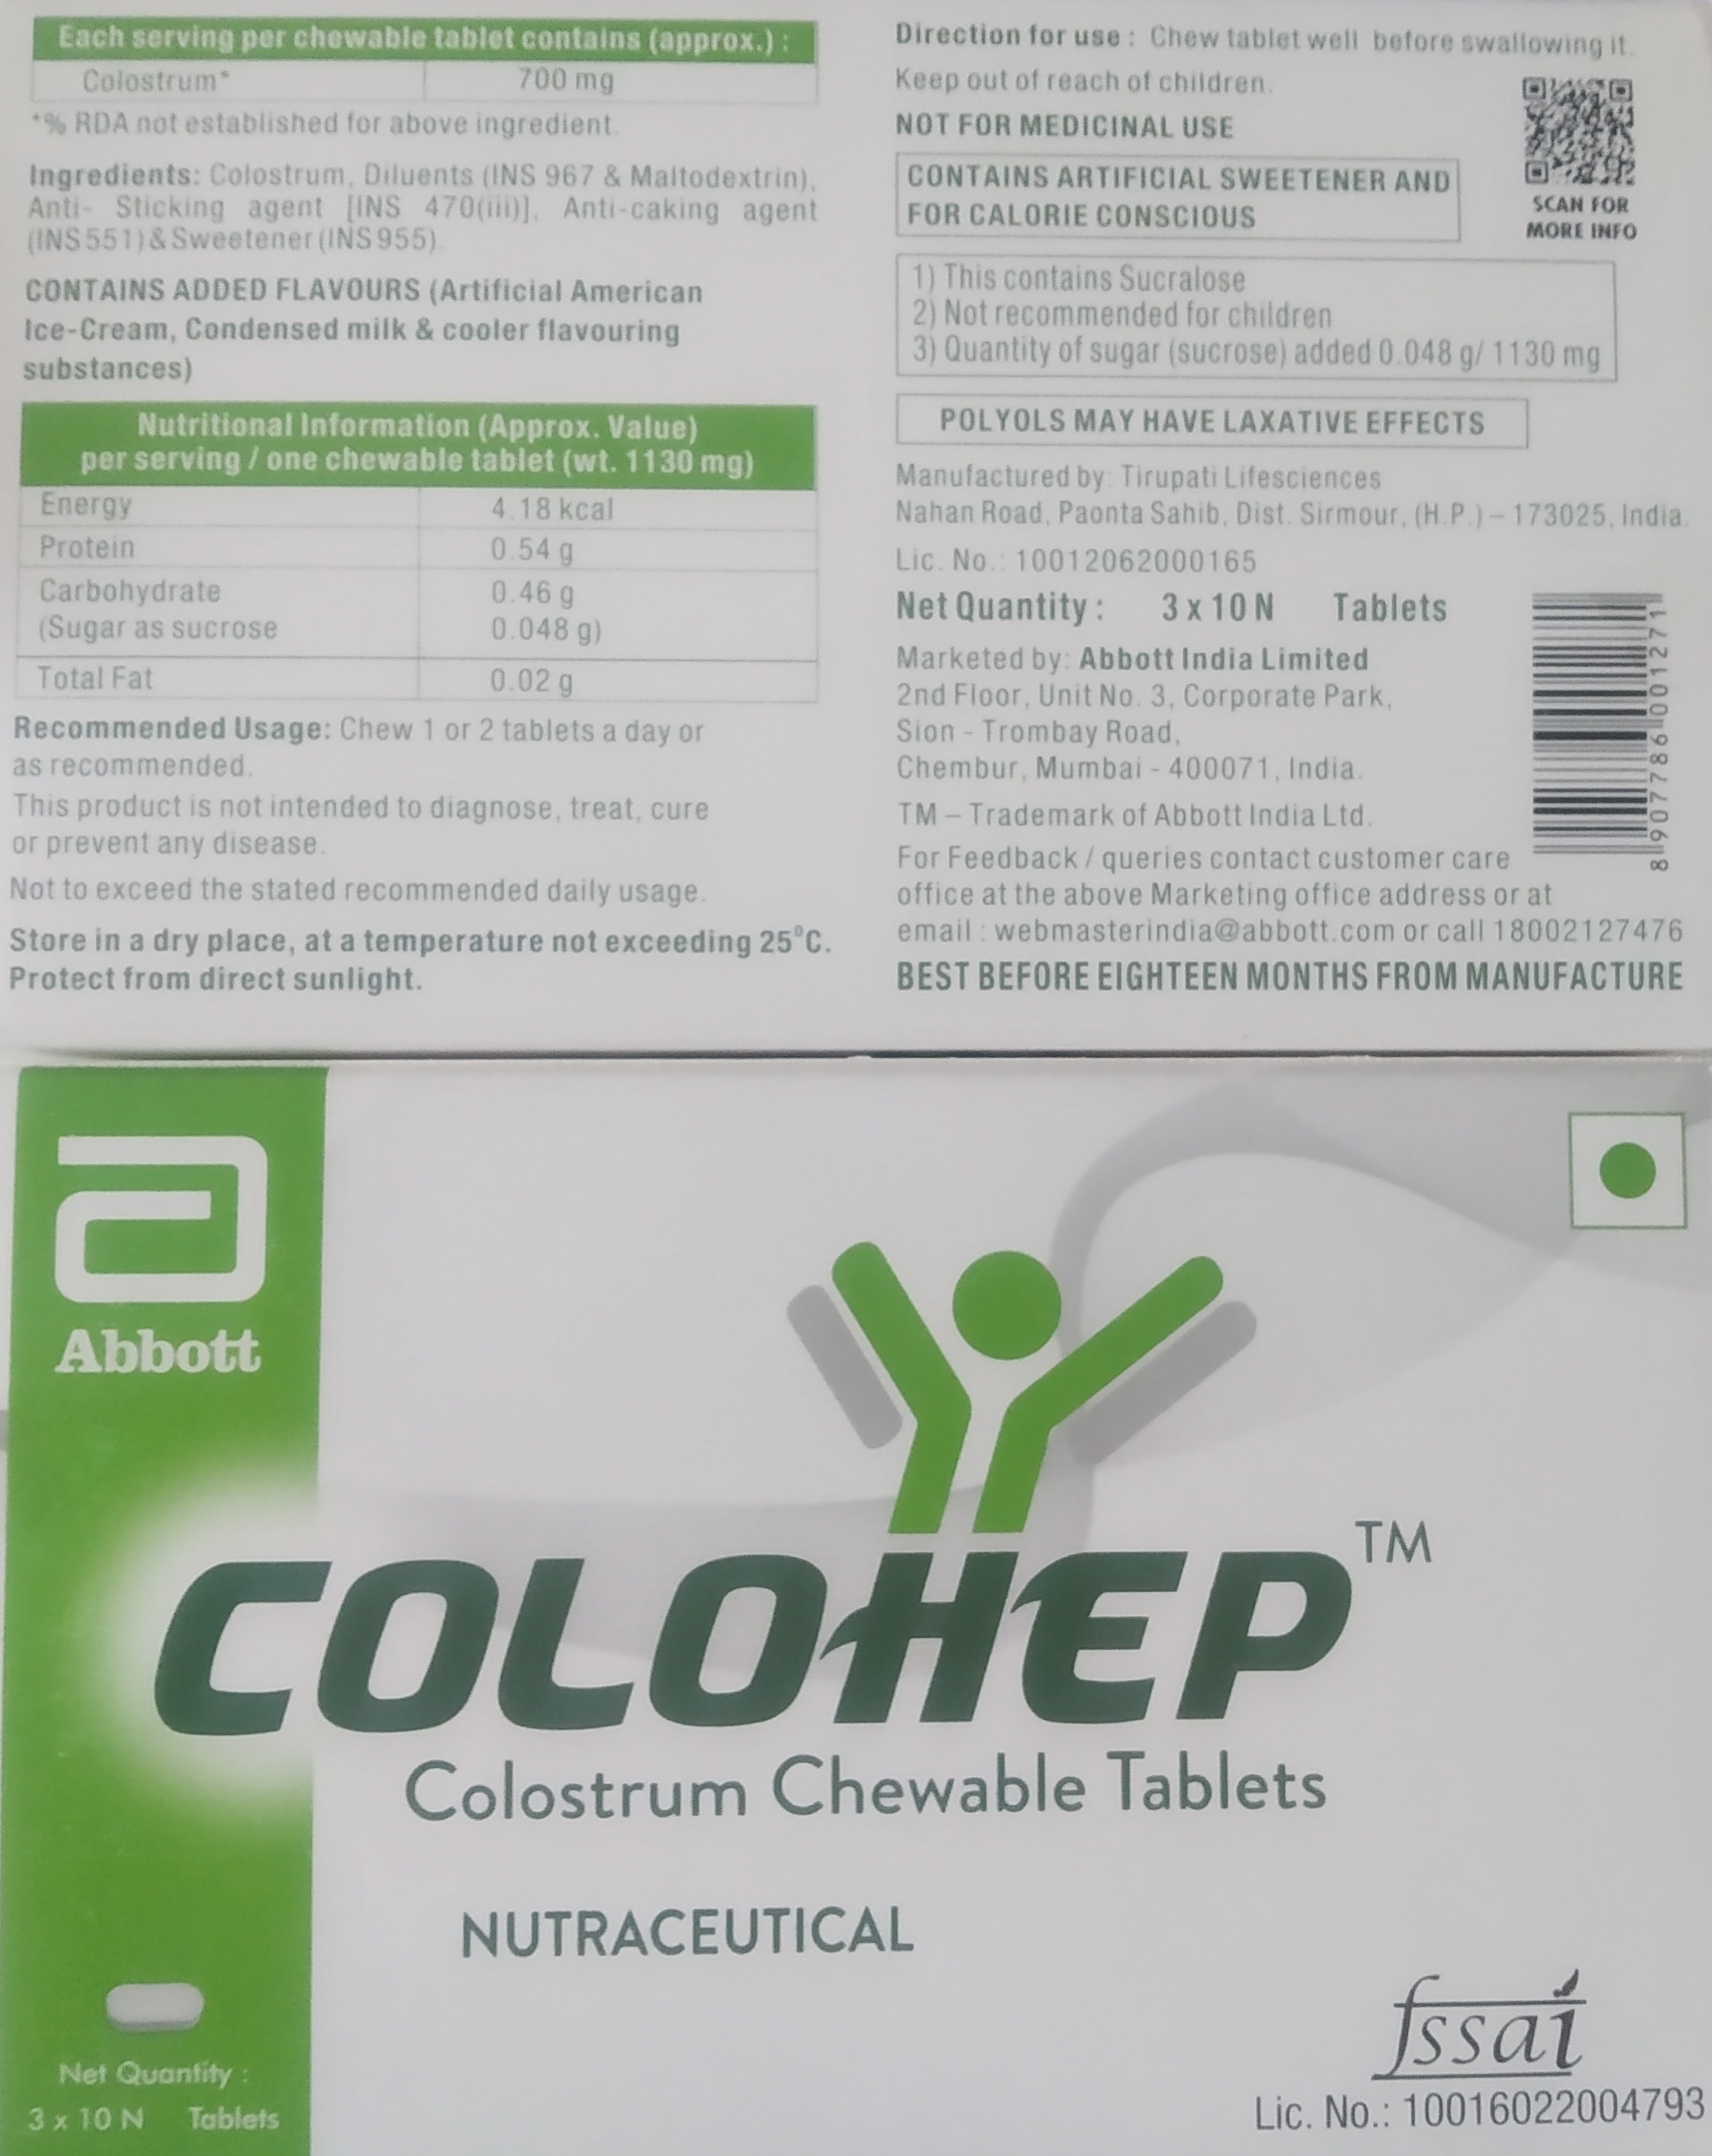 Each serving per chewable tablet contains (approx.) :
Colostrum* 700 mg
*% RDA not established for above ingredient.
Ingredients: Colostrum, Diluents (INS 967 & Maltodextrin),
Anti- Sticking agent [INS 470(iii)], Anti-caking agent
(INS 551) & Sweetener (INS 955).
CONTAINS ADDED FLAVOURS (Artificial American
Ice-Cream, Condensed milk & cooler flavouring
substances)
Nutritional Information (Approx. Value)
per serving / one chewable tablet (wt. 1130 mg)
Energy 4.18 kcal
Protein 0.54 g
Carbohydrate 0.46 g
(Sugar as sucrose 0.048 g)
Total Fat 0.02 g
Recommended Usage: Chew 1 or 2 tablets a day or
as recommended.
This product is not intended to diagnose, treat, cure
or prevent any disease.
Not to exceed the stated recommended daily usage.
Store in a dry place, at a temperature not exceeding 25°C.
Protect from direct sunlight.
Direction for use : Chew tablet well before swallowing it.
Keep out of reach of children.
NOT FOR MEDICINAL USE
CONTAINS ARTIFICIAL SWEETENER AND
FOR CALORIE CONSCIOUS
SCAN FOR
MORE INFO
1) This contains Sucralose
2) Not recommended for children
3) Quantity of sugar (sucrose) added 0.048 g/ 1130 mg
POLYOLS MAY HAVE LAXATIVE EFFECTS
Manufactured by: Tirupati Lifesciences
Nahan Road, Paonta Sahib, Dist. Sirmour, (H.P.) – 173025, India.
Lic. No.: 10012062000165
Net Quantity : 3 x 10 N Tablets
Marketed by: Abbott India Limited
2nd Floor, Unit No. 3, Corporate Park,
Sion - Trombay Road,
Chembur, Mumbai - 400071, India.
TM – Trademark of Abbott India Ltd.
For Feedback / queries contact customer care
office at the above Marketing office address or at
email : webmasterindia@abbott.com or call 18002127476
BEST BEFORE EIGHTEEN MONTHS FROM MANUFACTURE
8 907786 001271
Abbott
COLOHEP TM
Colostrum Chewable Tablets
NUTRACEUTICAL
Net Quantity :
3 x 10 N Tablets
fssai
Lic. No.: 10016022004793